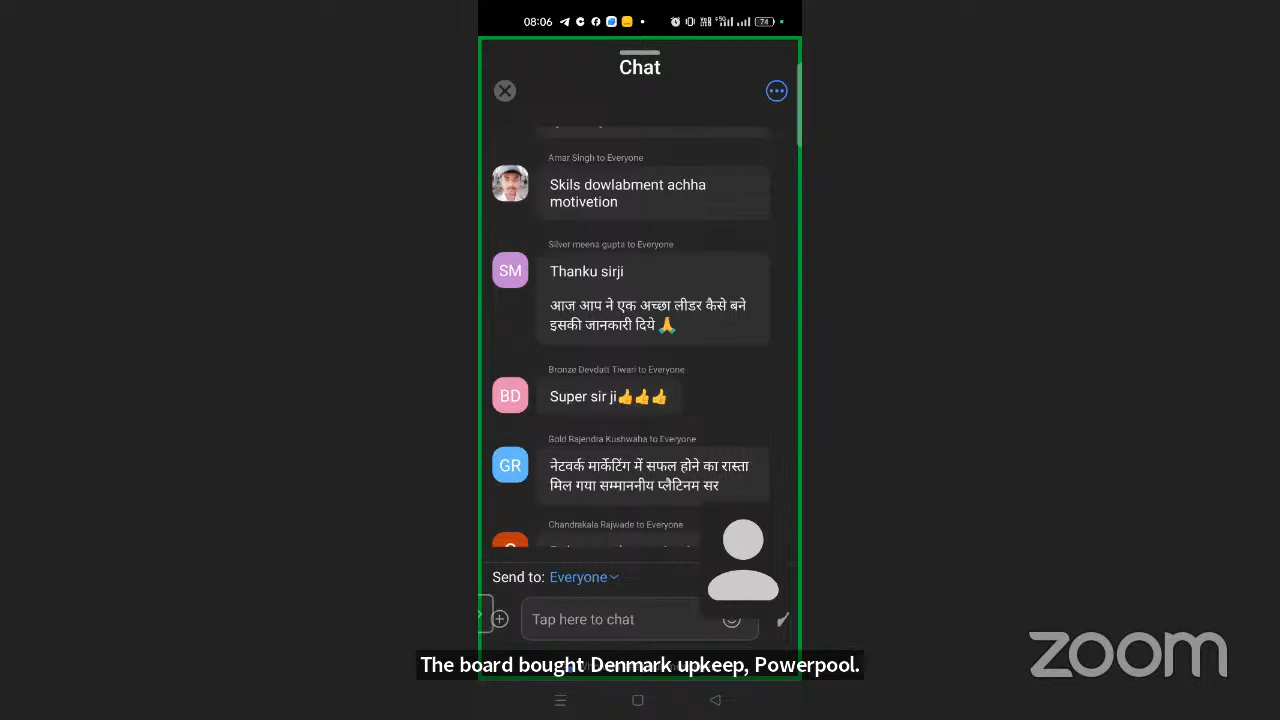 08:06
74
Chat
Amar Singh to Everyone
Skils dowlabment achha
motivetion
Silver meena gupta to Everyone
SM
Thanku sirji
आज आप ने एक अच्छा लीडर कैसे बने
इसकी जानकारी दिये 🙏
Bronze Devdatt Tiwari to Everyone
BD
Super sir ji👍👍👍
Gold Rajendra Kushwaha to Everyone
GR
नेटवर्क मार्केटिंग में सफल होने का रास्ता
मिल गया सम्माननीय प्लैटिनम सर
Chandrakala Rajwade to Everyone
Send to: Everyone
Tap here to chat
The board bought Denmark upkeep, Powerpool.
zoom